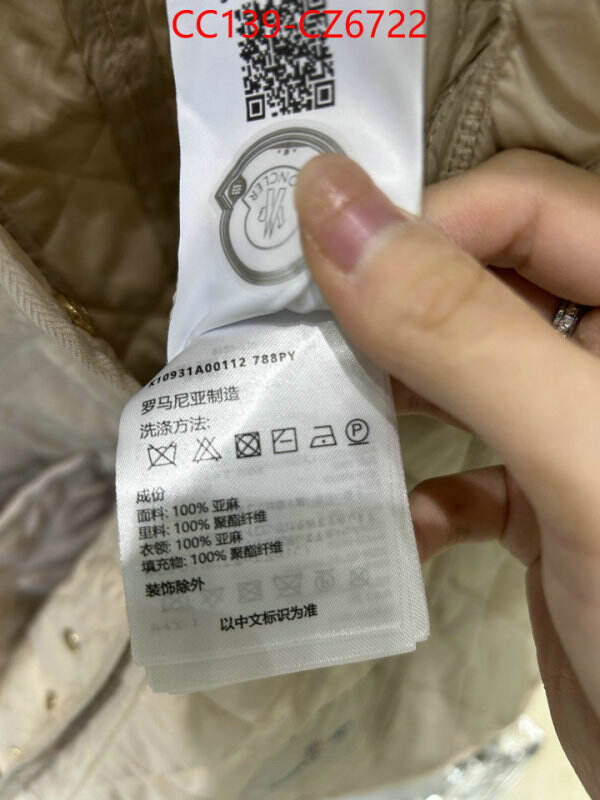 CC139-CZ6722
MONCLER
K10931A00112 788PY
罗马尼亚制造
洗涤方法:
P
成份
面料: 100% 亚麻
里料: 100% 聚酯纤维
衣领: 100% 亚麻
填充物: 100% 聚酯纤维
装饰除外
以中文标识为准